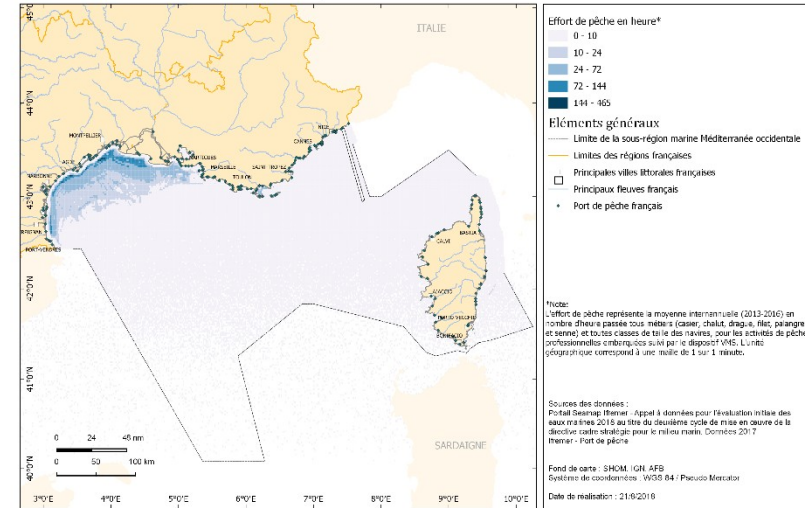 ITALIE
44°0'N
43°0'N
42°0'N
41°0'N
40°0'N
MONTPELLIER
AGDE
NARBONNE
PORT-VENDRES
MARTIGUES
MARSEILLE
TOULON
SAINT TROPEZ
CANNES
NICE
CALVI
BASTIA
AJACCIO
PORTO VECCHIO
BONIFACIO
SARDAIGNE
0 24 48 nm
0 50 100 km
3°0'E 4°0'E 5°0'E 6°0'E 7°0'E 8°0'E 9°0'E 10°0'E
Effort de pêche en heure*
0 - 10
10 - 24
24 - 72
72 - 144
144 - 465
Eléments généraux
Limite de la sous-région marine Méditerranée occidentale
Limites des régions françaises
Principales villes littorales françaises
Principaux fleuves français
Port de pêche français
*Note:
L'effort de pêche représente la moyenne interannuelle (2013-2016) en
nombre d'heure passée tous métiers (casier, chalut, drague, filet, palangre
et senne) et toutes classes de taille des navires, pour les activités de pêche
professionnelles embarquées suivi par le dispositif VMS. L'unité
géographique correspond à une maille de 1 sur 1 minute.
Sources des données :
Portail Sextant Ifremer - Appel à données pour l'évaluation initiale des
eaux marines 2018 au titre du deuxième cycle de mise en œuvre de la
directive cadre stratégie pour le milieu marin. Données 2017
Ifremer - Port de pêche
Fond de carte : SHOM, IGN, AFB
Système de coordonnées : WGS 84 / Pseudo Mercator
Date de réalisation : 21/8/2018